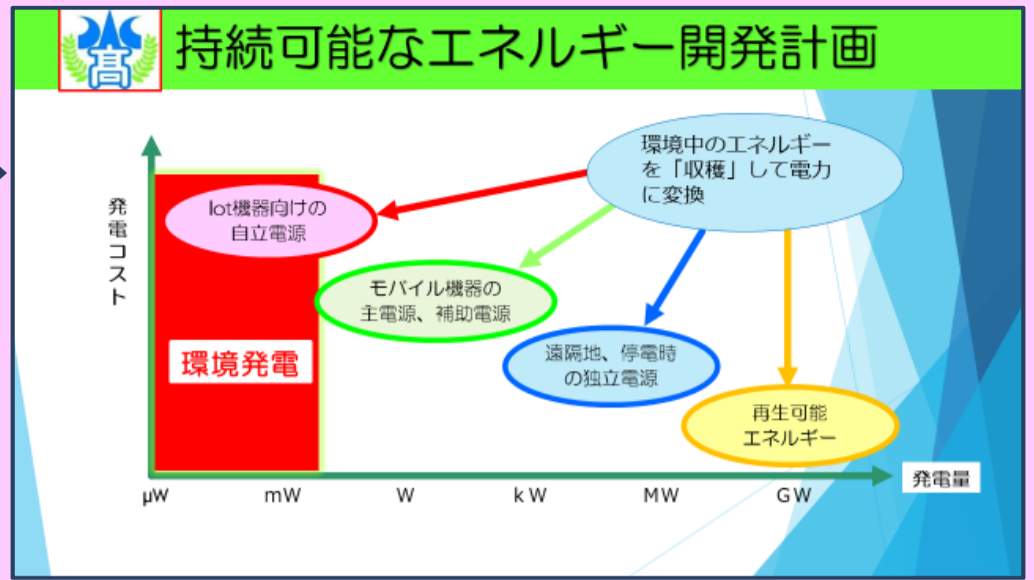 高
持続可能なエネルギー開発計画
環境中のエネルギー
を「収穫」して電力
に変換
発電コスト
Iot機器向けの
自立電源
モバイル機器の
主電源、補助電源
環境発電
遠隔地、停電時
の独立電源
再生可能
エネルギー
発電量
μW mW W kW MW GW